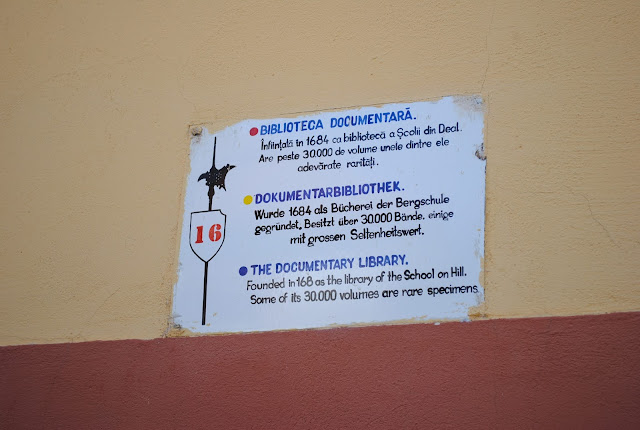 BIBLIOTECA DOCUMENTARĂ.
Înființată în 1684 ca bibliotecă a Școlii din Deal.
Are peste 30.000 de volume unele dintre ele
adevărate rarități.
DOKUMENTARBIBLIOTHEK.
Wurde 1684 als Bücherei der Bergschule
gegründet, Besitzt über 30.000 Bände. einige
mit grossen Seltenheitswert.
16
THE DOCUMENTARY LIBRARY.
Founded in 168 as the library of the School on Hill.
Some of its 30.000 volumes are rare specimens.